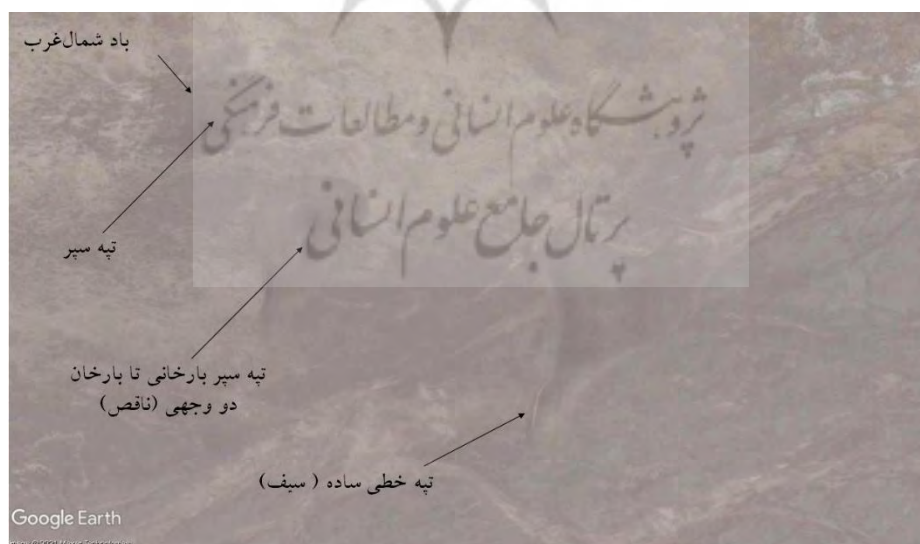 باد شمال‌غرب
پژوهشگاه علوم انسانی و مطالعات فرهنگی
پرتال جامع علوم انسانی
تپه سپر
تپه سپر بارخانی تا بارخان
دو وجهی (ناقص)
تپه خطی ساده ( سیف)
Google Earth